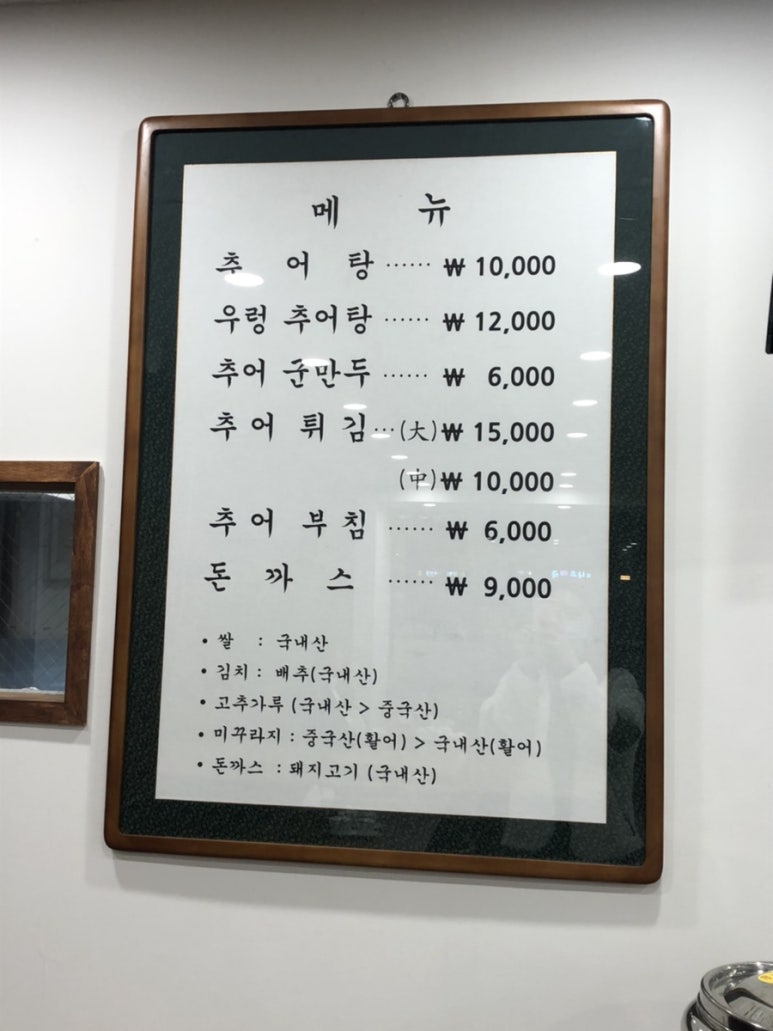 메 뉴
추 어 탕 ······ ₩ 10,000
우렁 추어탕 ······ ₩ 12,000
추어 군만두 ······ ₩ 6,000
추 어 튀 김 ··· (大) ₩ 15,000
(中) ₩ 10,000
추 어 부 침 ······ ₩ 6,000
돈 까 스 ······ ₩ 9,000
• 쌀 : 국내산
• 김치 : 배추(국내산)
• 고추가루 (국내산 > 중국산)
• 미꾸라지 : 중국산(활어) > 국내산(활어)
• 돈까스 : 돼지고기 (국내산)